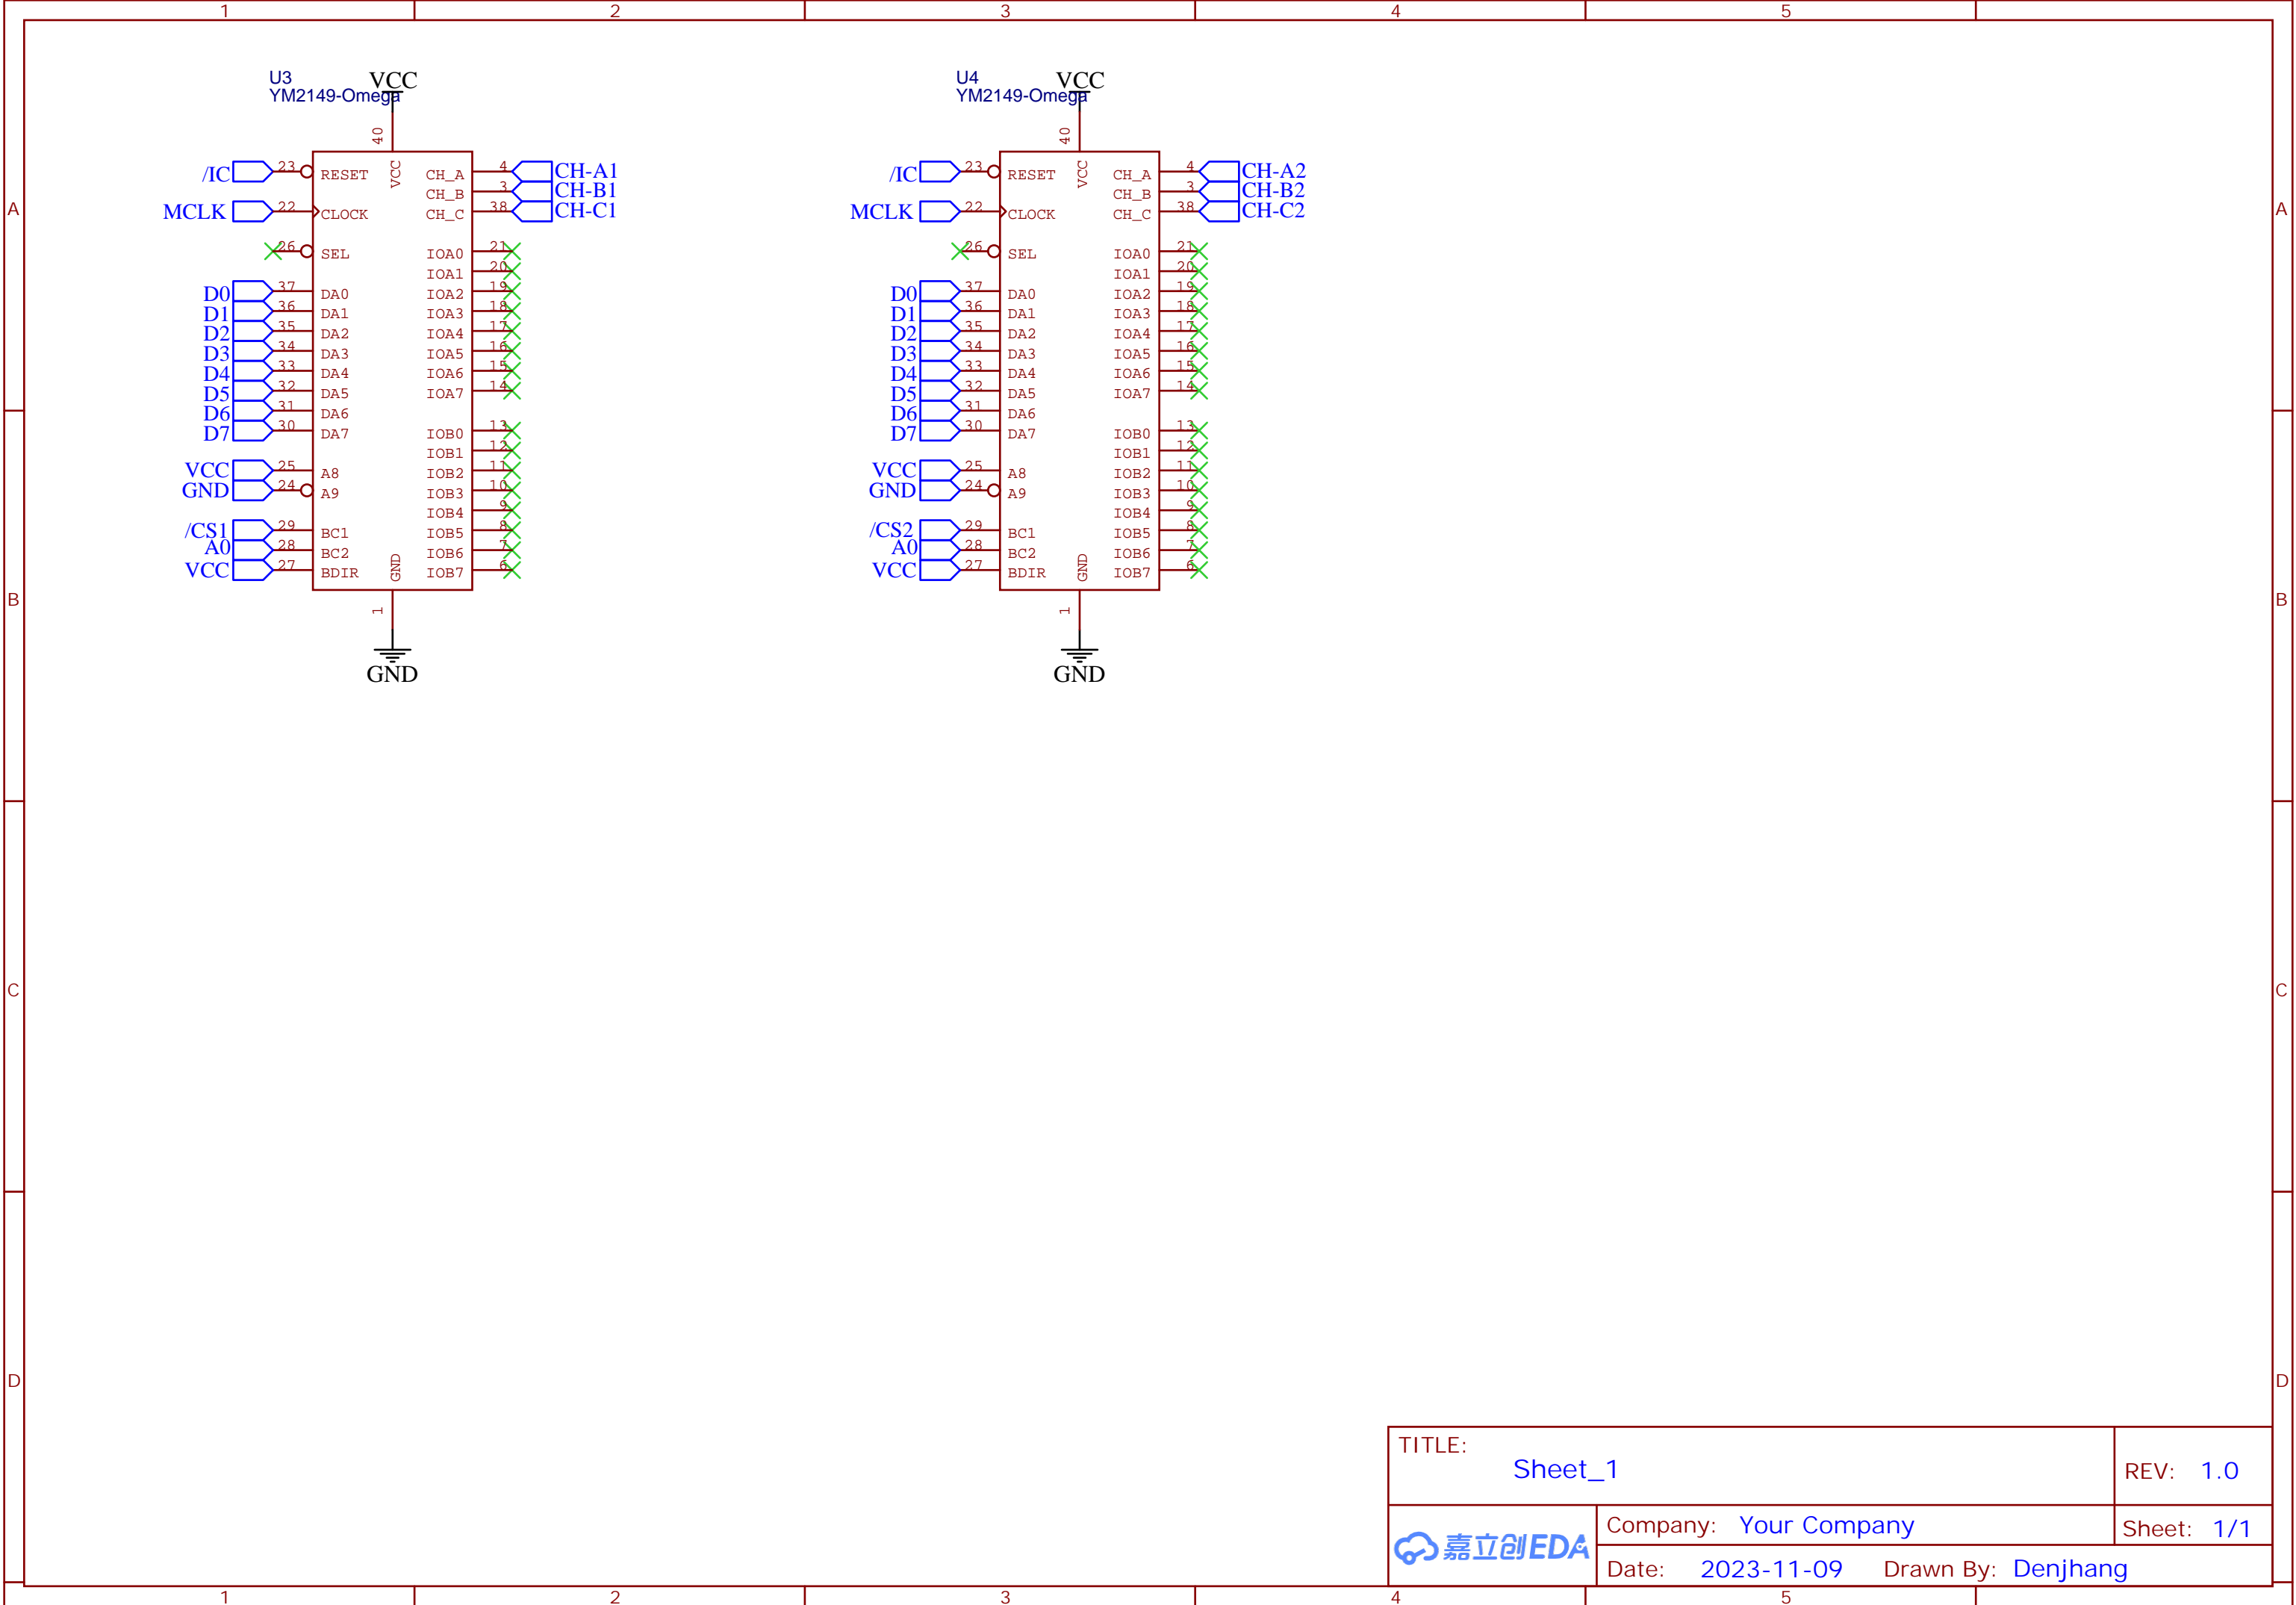 1 2 3 4 5
U3
YM2149-Omega
VCC
40
/IC 23 RESET VCC CH_A 4 CH-A1
CH_B 3 CH-B1
MCLK 22 CLOCK CH_C 38 CH-C1
26 SEL IOA0 21
IOA1 20
D0 37 DA0 IOA2 19
D1 36 DA1 IOA3 18
D2 35 DA2 IOA4 17
D3 34 DA3 IOA5 16
D4 33 DA4 IOA6 15
D5 32 DA5 IOA7 14
D6 31 DA6
D7 30 DA7 IOB0 13
IOB1 12
VCC 25 A8 IOB2 11
GND 24 A9 IOB3 10
IOB4 9
/CS1 29 BC1 IOB5 8
A0 28 BC2 IOB6 7
VCC 27 BDIR GND IOB7 6
1
GND
U4
YM2149-Omega
VCC
40
/IC 23 RESET VCC CH_A 4 CH-A2
CH_B 3 CH-B2
MCLK 22 CLOCK CH_C 38 CH-C2
26 SEL IOA0 21
IOA1 20
D0 37 DA0 IOA2 19
D1 36 DA1 IOA3 18
D2 35 DA2 IOA4 17
D3 34 DA3 IOA5 16
D4 33 DA4 IOA6 15
D5 32 DA5 IOA7 14
D6 31 DA6
D7 30 DA7 IOB0 13
IOB1 12
VCC 25 A8 IOB2 11
GND 24 A9 IOB3 10
IOB4 9
/CS2 29 BC1 IOB5 8
A0 28 BC2 IOB6 7
VCC 27 BDIR GND IOB7 6
1
GND
A A
B B
C C
D D
TITLE:
Sheet_1
REV: 1.0
嘉立创EDA
Company: Your Company
Sheet: 1/1
Date: 2023-11-09 Drawn By: Denjhang
1 2 3 4 5